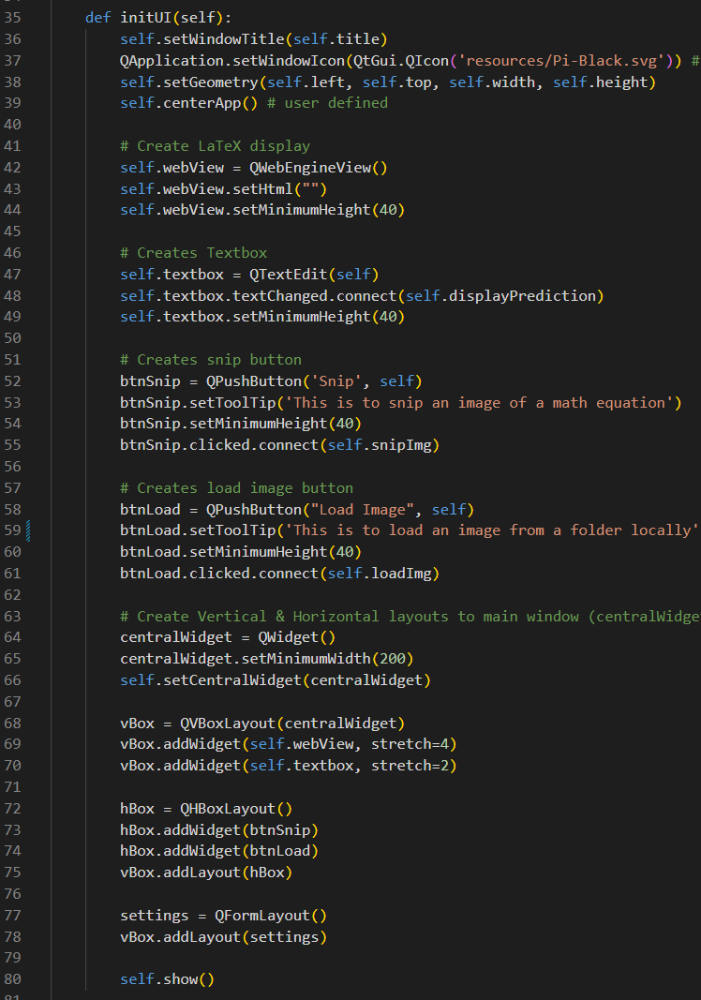 35 def initUI(self):
36 self.setWindowTitle(self.title)
37 QApplication.setWindowIcon(QtGui.QIcon('resources/Pi-Black.svg')) #
38 self.setGeometry(self.left, self.top, self.width, self.height)
39 self.centerApp() # user defined
40
41 # Create LaTeX display
42 self.webView = QWebEngineView()
43 self.webView.setHtml("")
44 self.webView.setMinimumHeight(40)
45
46 # Creates Textbox
47 self.textbox = QTextEdit(self)
48 self.textbox.textChanged.connect(self.displayPrediction)
49 self.textbox.setMinimumHeight(40)
50
51 # Creates snip button
52 btnSnip = QPushButton('Snip', self)
53 btnSnip.setToolTip('This is to snip an image of a math equation')
54 btnSnip.setMinimumHeight(40)
55 btnSnip.clicked.connect(self.snipImg)
56
57 # Creates load image button
58 btnLoad = QPushButton("Load Image", self)
59 btnLoad.setToolTip('This is to load an image from a folder locally'
60 btnLoad.setMinimumHeight(40)
61 btnLoad.clicked.connect(self.loadImg)
62
63 # Create Vertical & Horizontal layouts to main window (centralWidge
64 centralWidget = QWidget()
65 centralWidget.setMinimumWidth(200)
66 self.setCentralWidget(centralWidget)
67
68 vBox = QVBoxLayout(centralWidget)
69 vBox.addWidget(self.webView, stretch=4)
70 vBox.addWidget(self.textbox, stretch=2)
71
72 hBox = QHBoxLayout()
73 hBox.addWidget(btnSnip)
74 hBox.addWidget(btnLoad)
75 vBox.addLayout(hBox)
76
77 settings = QFormLayout()
78 vBox.addLayout(settings)
79
80 self.show()
81